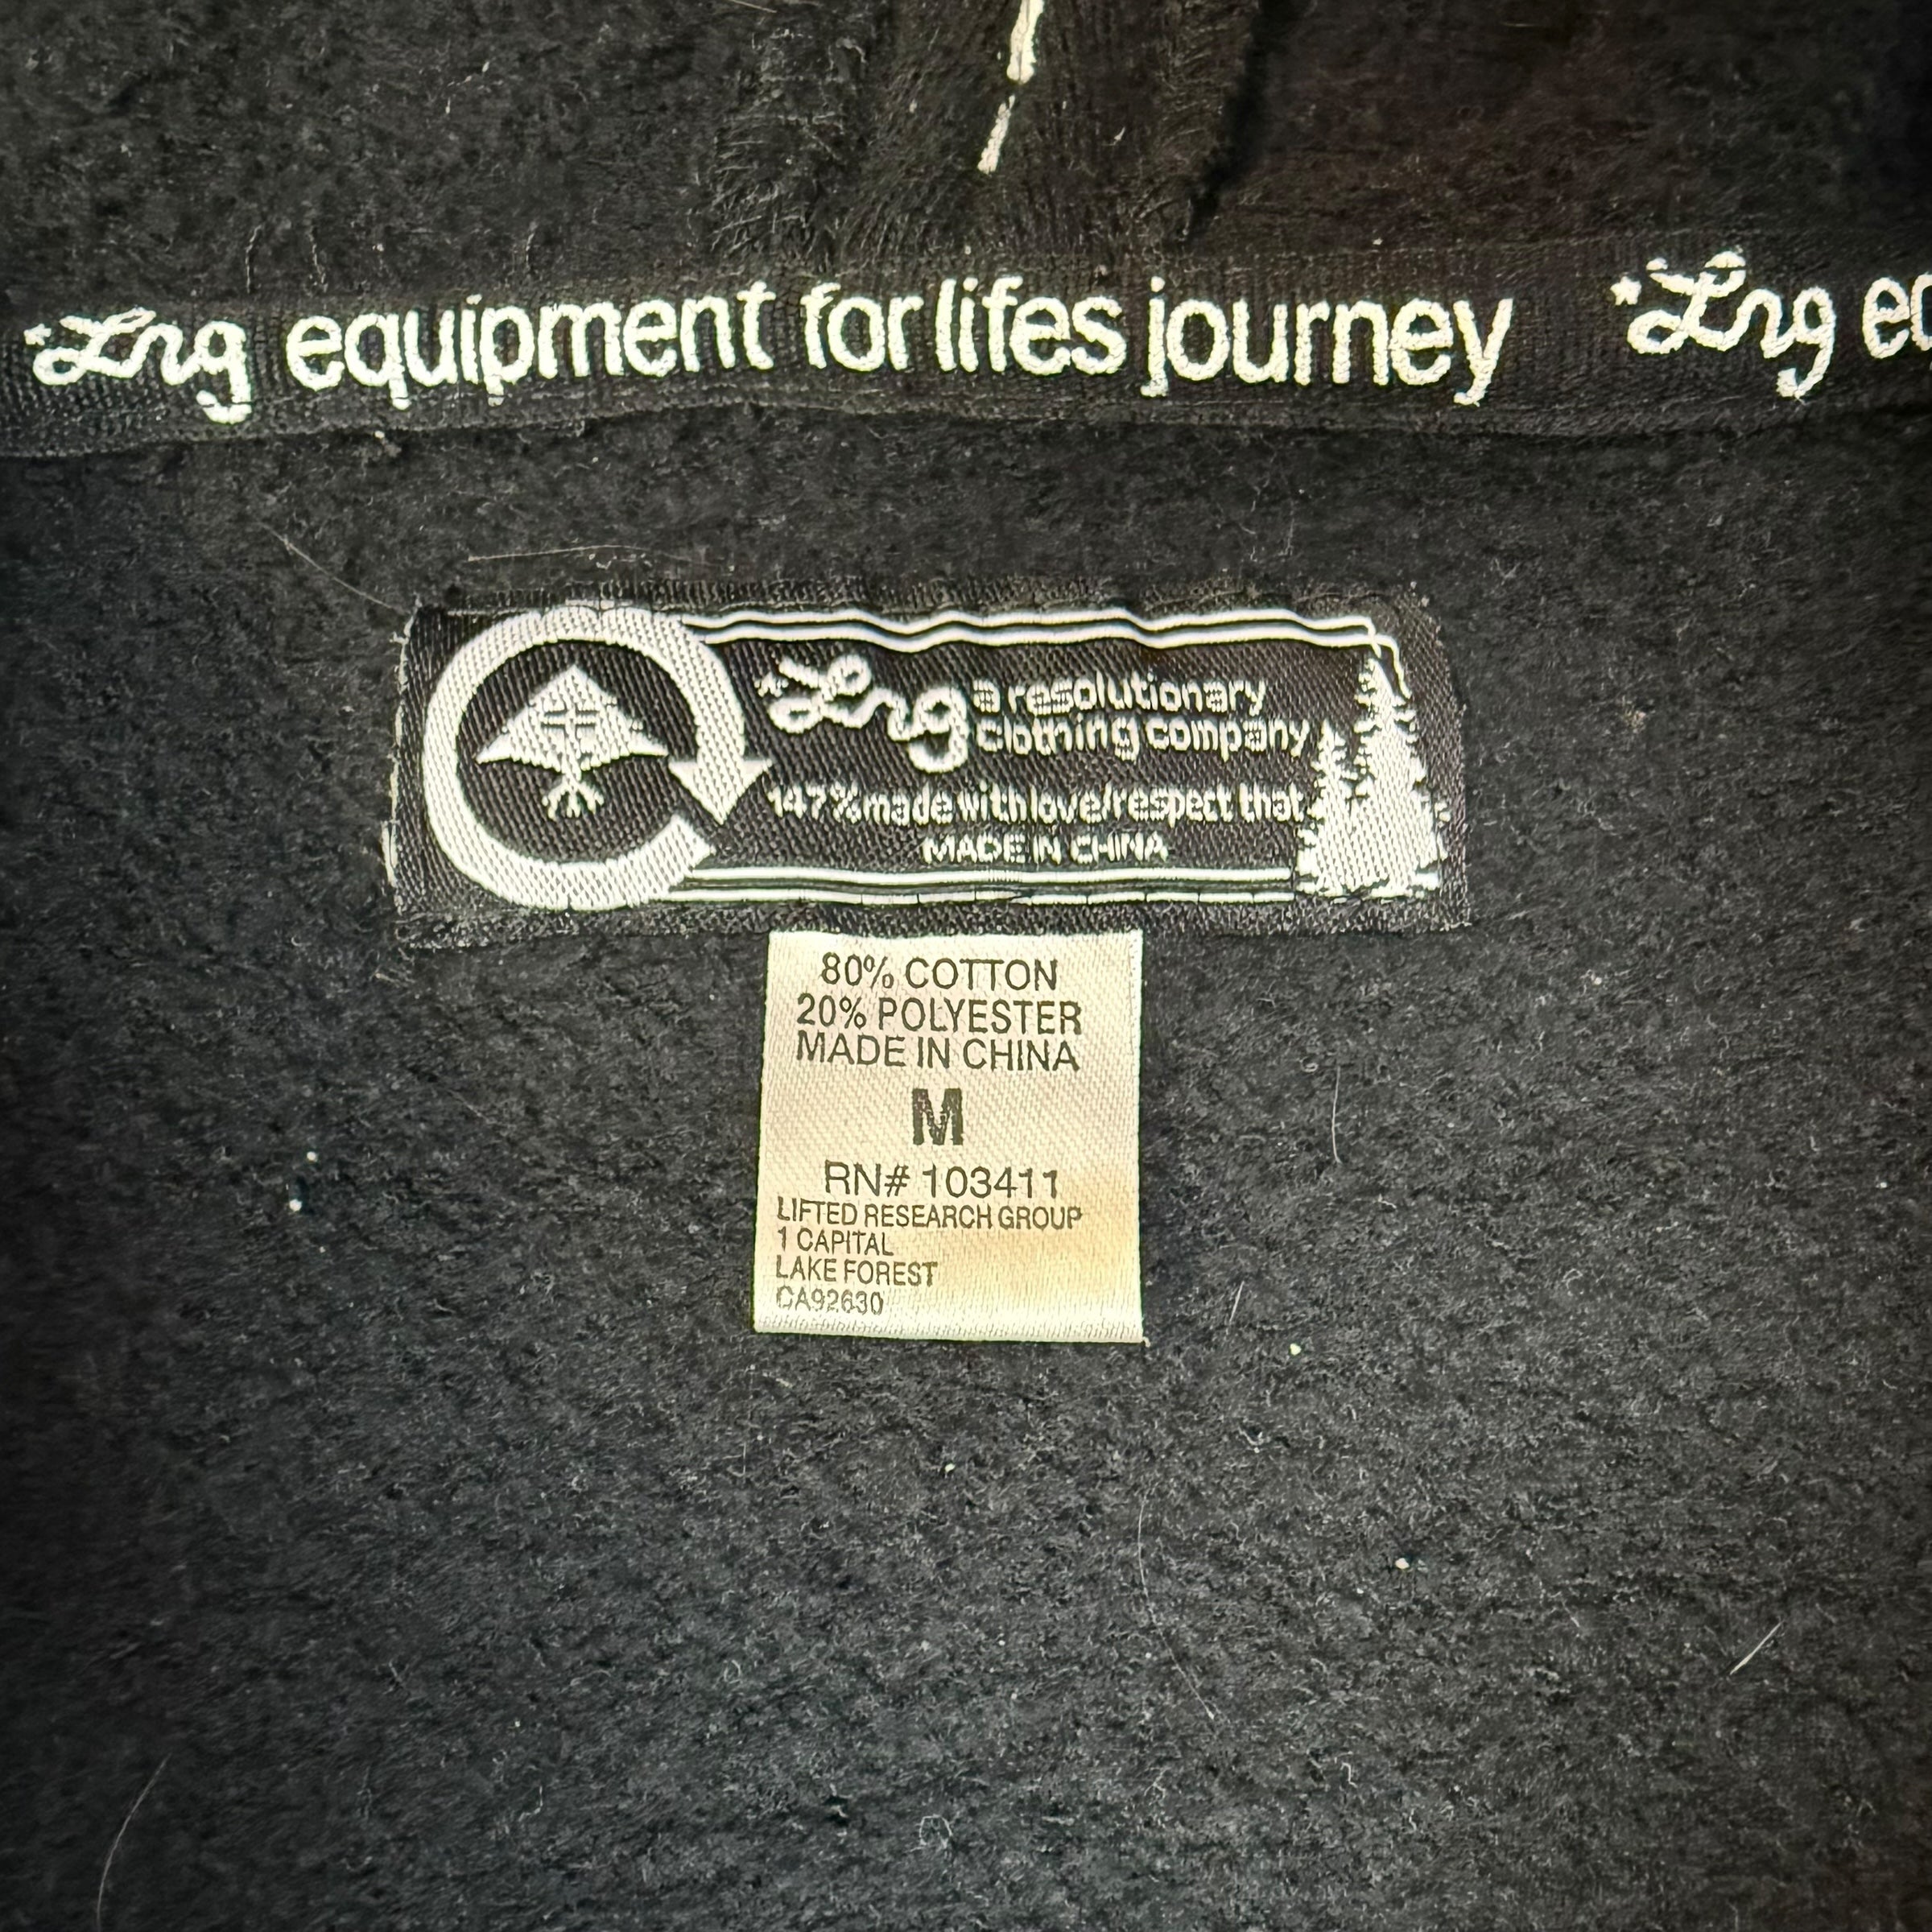 *Lrg equipment for lifes journey *Lrg
*Lrg a resolutionary
clothing company
147% made with love/respect that
MADE IN CHINA
80% COTTON
20% POLYESTER
MADE IN CHINA
M
RN# 103411
LIFTED RESEARCH GROUP
1 CAPITAL
LAKE FOREST
CA92630